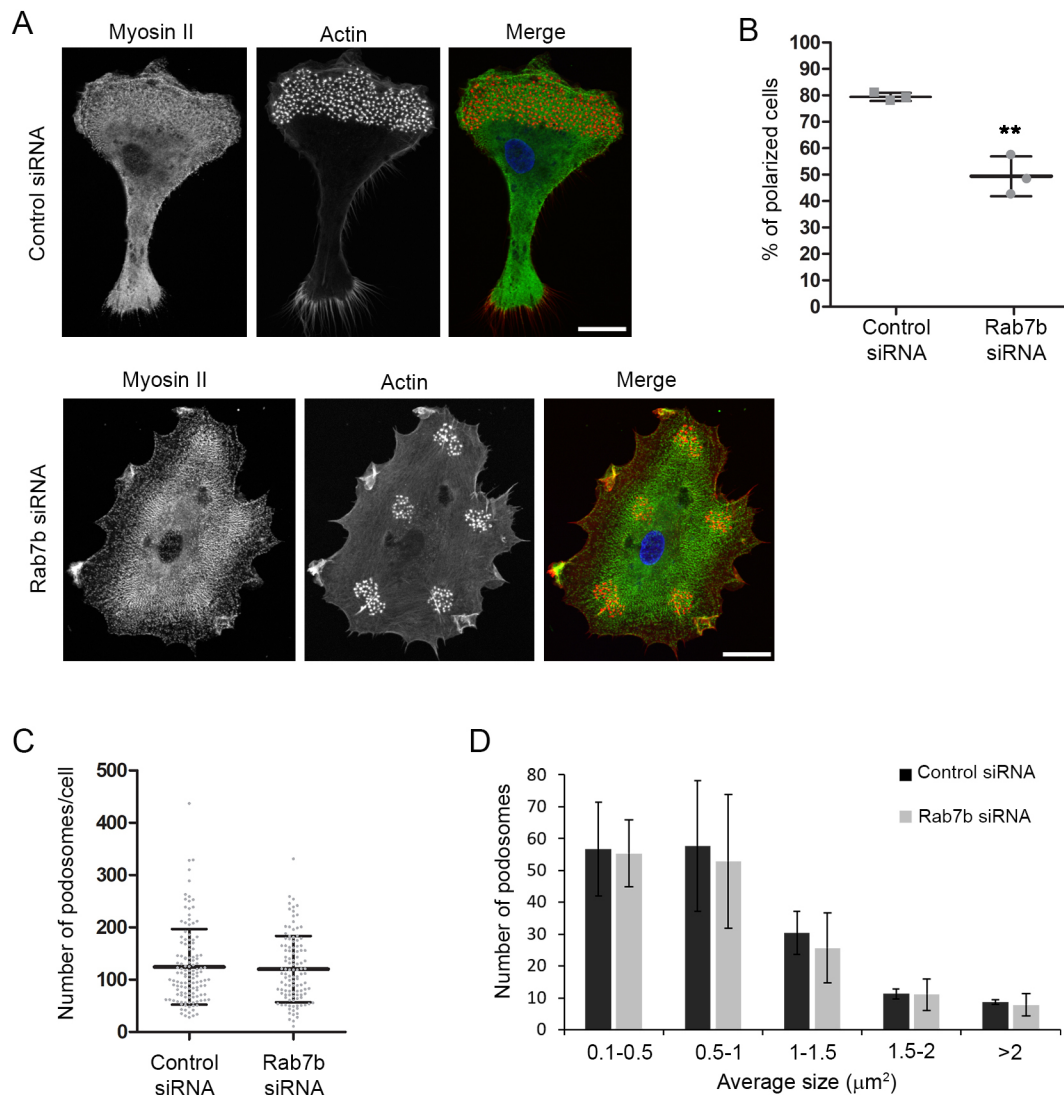 A
Myosin II
Actin
Merge
Control siRNA
Myosin II
Actin
Merge
Rab7b siRNA
B
% of polarized cells
100
90
80
70
60
50
40
30
20
10
0
**
Control
siRNA
Rab7b
siRNA
C
Number of podosomes/cell
500
400
300
200
100
0
Control
siRNA
Rab7b
siRNA
D
Number of podosomes
80
70
60
50
40
30
20
10
0
Control siRNA
Rab7b siRNA
0.1-0.5
0.5-1
1-1.5
1.5-2
>2
Average size (μm²)